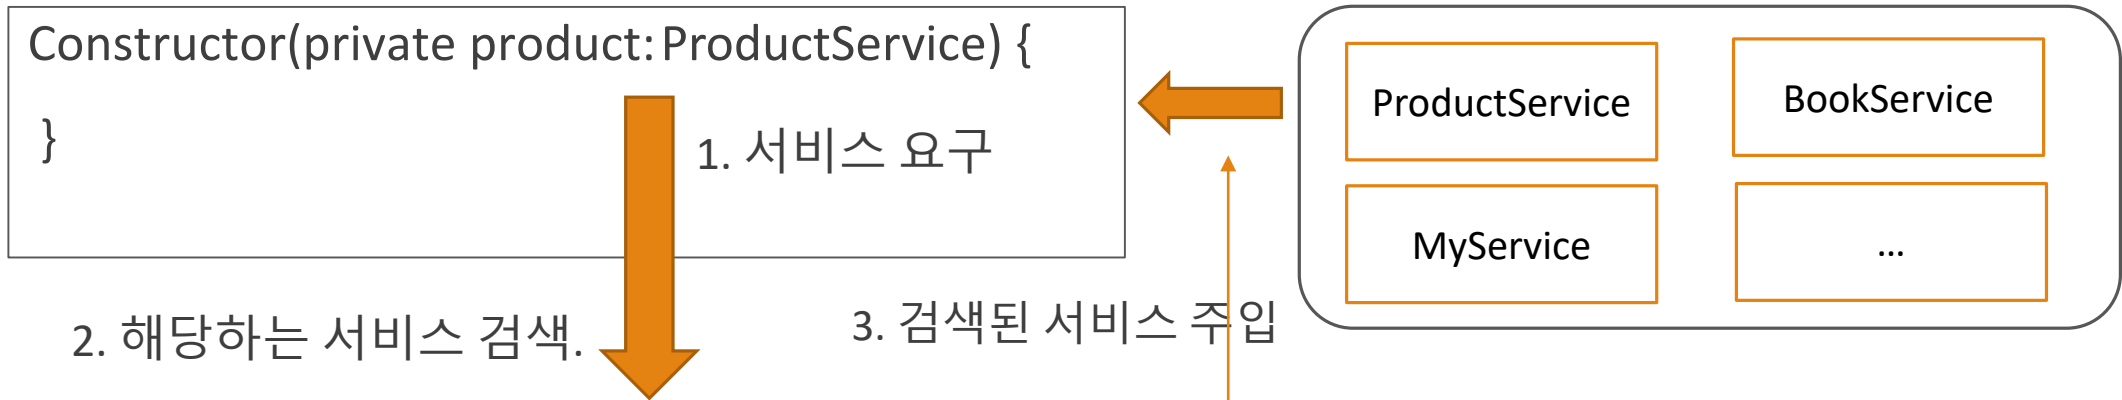 Constructor(private product: ProductService) {
}
1. 서비스 요구
2. 해당하는 서비스 검색.
3. 검색된 서비스 주입
ProductService
BookService
MyService
...